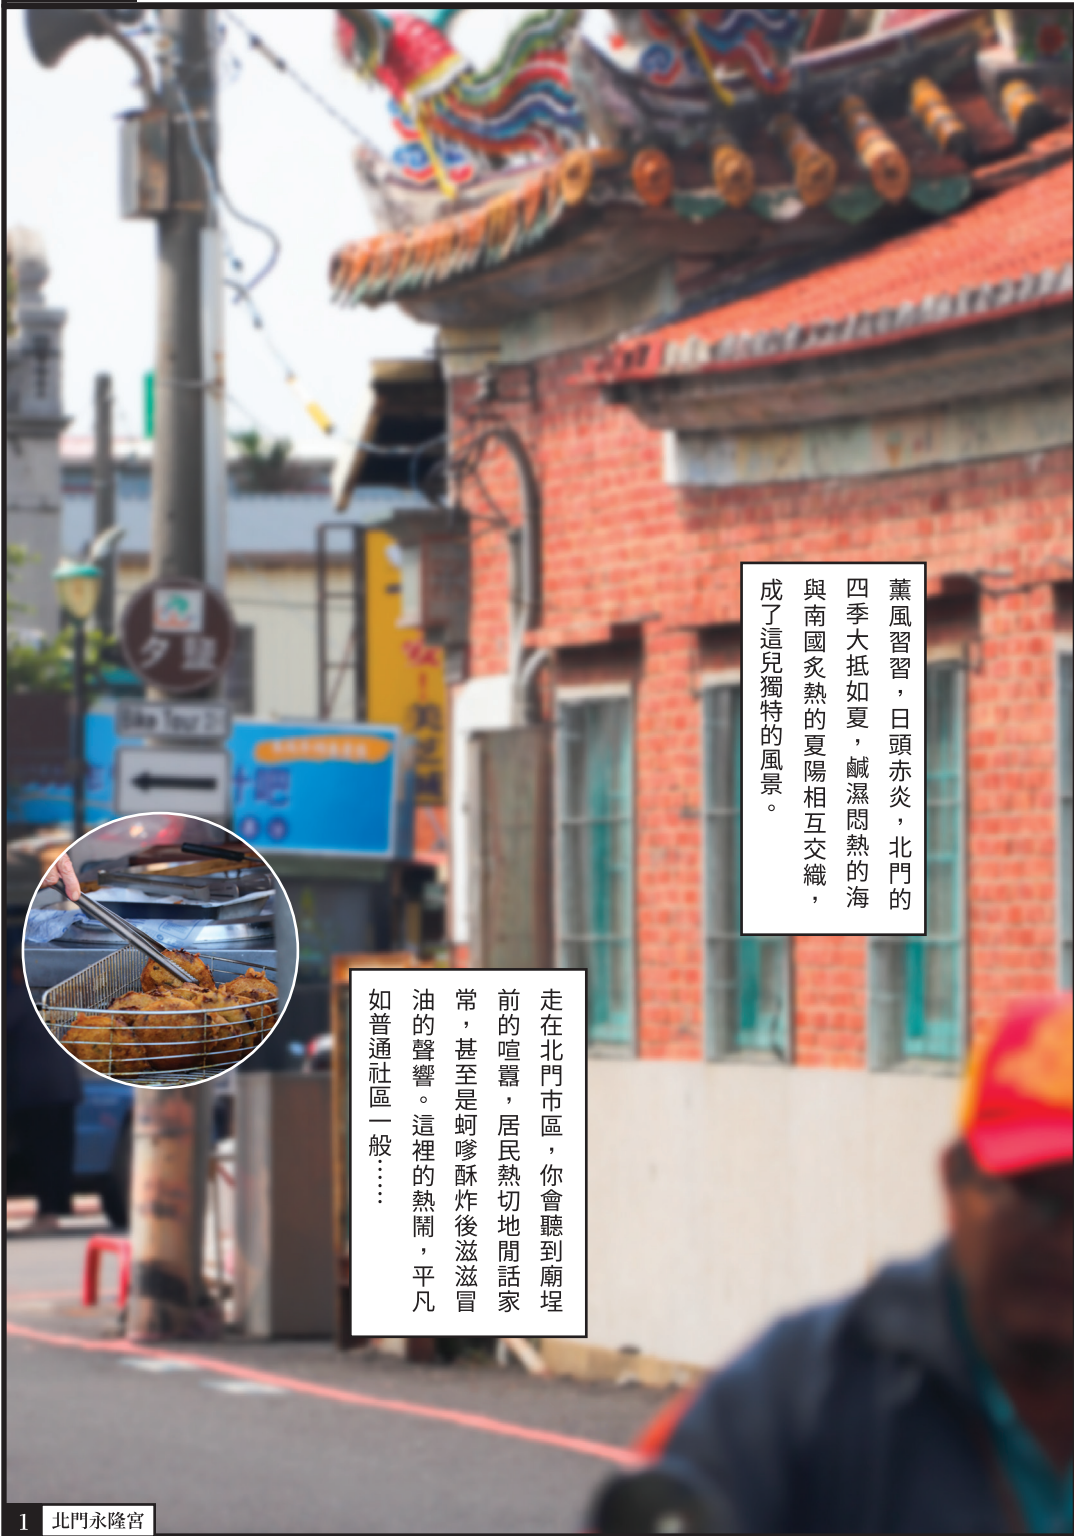 薰風習習，日頭赤炎，北門的
四季大抵如夏，鹹濕悶熱的海
與南國炙熱的夏陽相互交織，
成了這兒獨特的風景。
走在北門市區，你會聽到廟埕
前的喧囂，居民熱切地閒話家
常，甚至是蚵嗲酥炸後滋滋冒
油的聲響。這裡的熱鬧，平凡
如普通社區一般……
夕鹽
Bike Tour
1
北門永隆宮